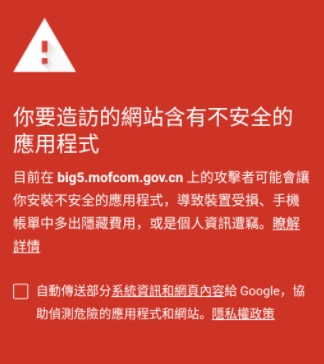 你要造訪的網站含有不安全的
應用程式
目前在 big5.mofcom.gov.cn 上的攻擊者可能會讓
你安裝不安全的應用程式，導致裝置受損、手機
帳單中多出隱藏費用，或是個人資訊遭竊。瞭解
詳情
自動傳送部分系統資訊和網頁內容給 Google，協
助偵測危險的應用程式和網站。隱私權政策